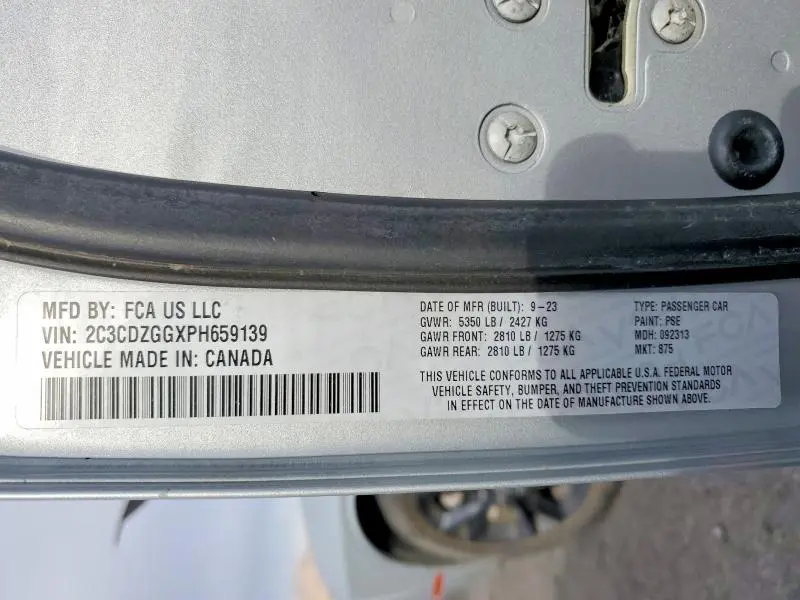 MFD BY: FCA US LLC
VIN: 2C3CDZGGXPH659139
VEHICLE MADE IN: CANADA
DATE OF MFR (BUILT): 9-23
GVWR: 5350 LB / 2427 KG
GAWR FRONT: 2810 LB / 1275 KG
GAWR REAR: 2810 LB / 1275 KG
TYPE: PASSENGER CAR
PAINT: PSE
MDH: 092313
MKT: 875
THIS VEHICLE CONFORMS TO ALL APPLICABLE U.S.A. FEDERAL MOTOR
VEHICLE SAFETY, BUMPER, AND THEFT PREVENTION STANDARDS
IN EFFECT ON THE DATE OF MANUFACTURE SHOWN ABOVE.